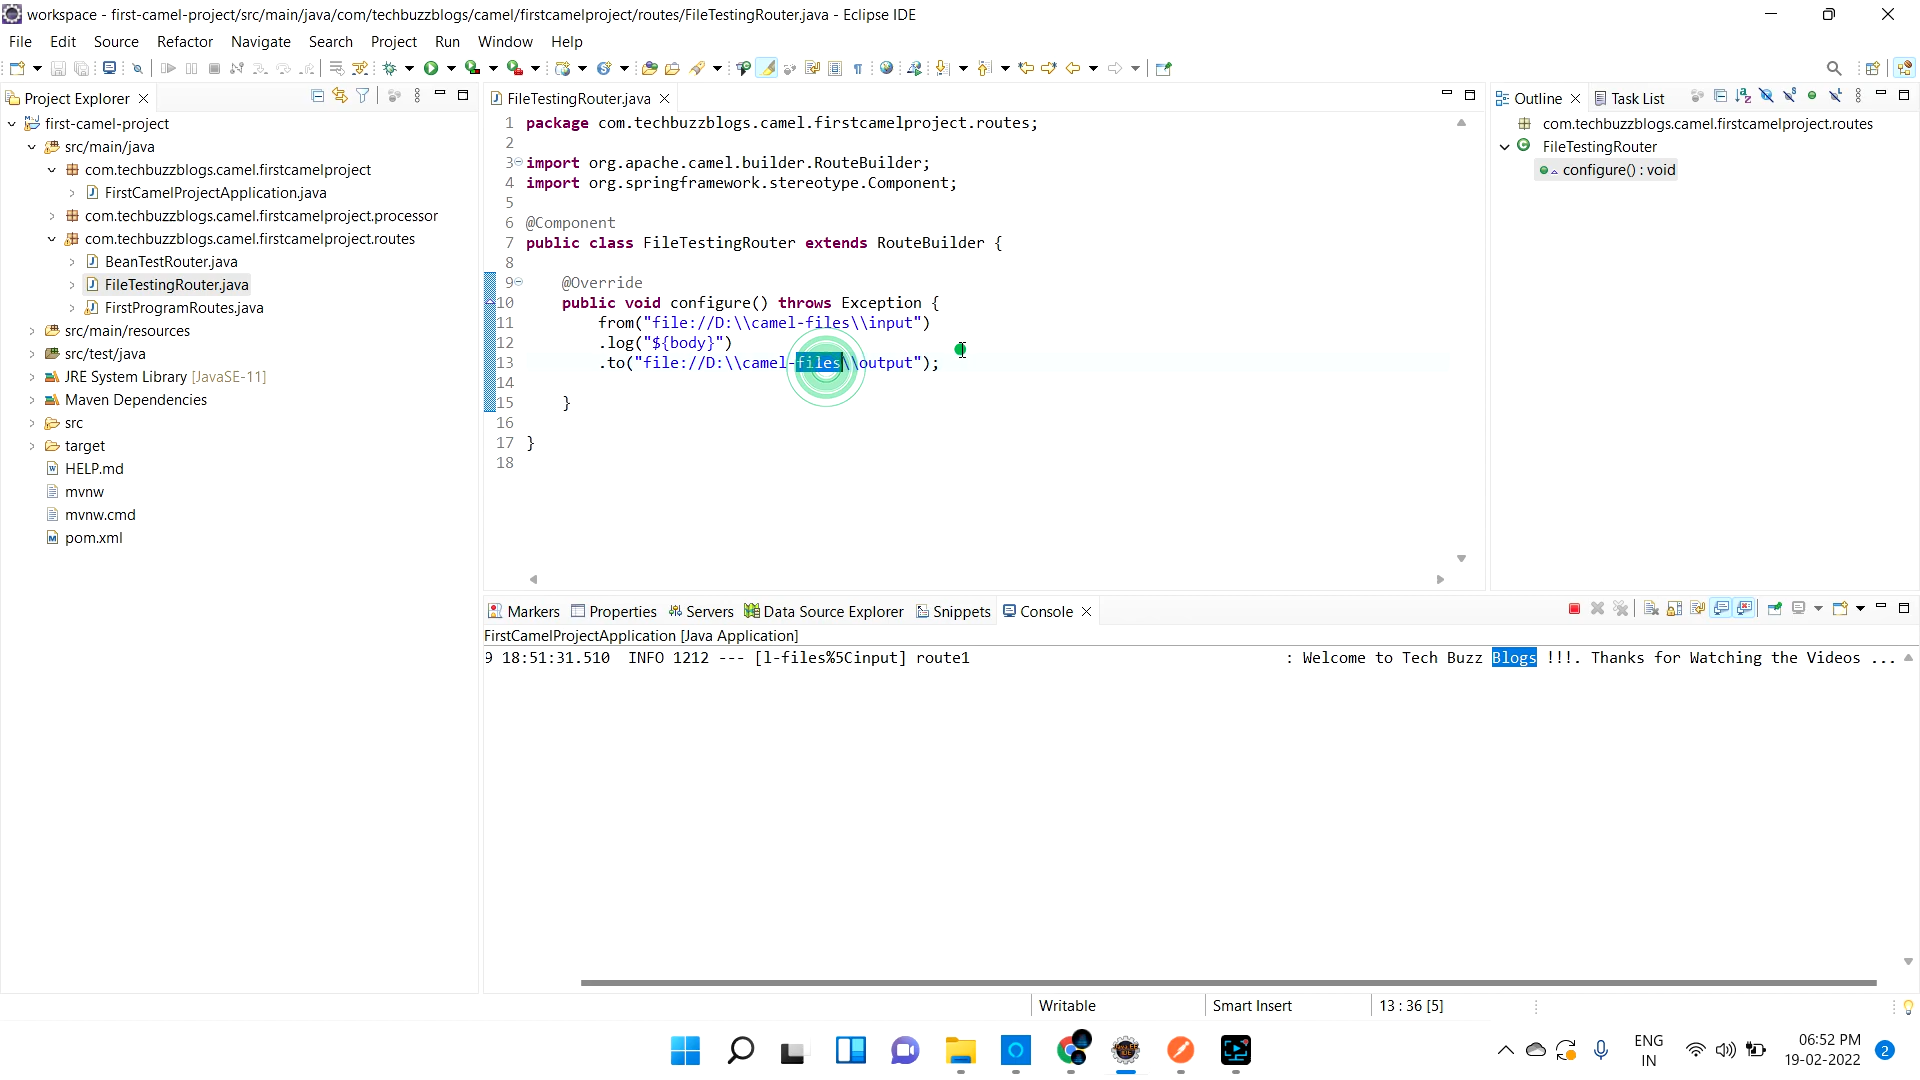 workspace - first-camel-project/src/main/java/com/techbuzzblogs/camel/firstcamelproject/routes/FileTestingRouter.java - Eclipse IDE
File Edit Source Refactor Navigate Search Project Run Window Help
Project Explorer
first-camel-project
src/main/java
com.techbuzzblogs.camel.firstcamelproject
FirstCamelProjectApplication.java
com.techbuzzblogs.camel.firstcamelproject.processor
com.techbuzzblogs.camel.firstcamelproject.routes
BeanTestRouter.java
FileTestingRouter.java
FirstProgramRoutes.java
src/main/resources
src/test/java
JRE System Library [JavaSE-11]
Maven Dependencies
src
target
HELP.md
mvnw
mvnw.cmd
pom.xml
FileTestingRouter.java
1 package com.techbuzzblogs.camel.firstcamelproject.routes;
2
3 import org.apache.camel.builder.RouteBuilder;
4 import org.springframework.stereotype.Component;
5
6 @Component
7 public class FileTestingRouter extends RouteBuilder {
8
9 @Override
10 public void configure() throws Exception {
11 from("file://D:\\camel-files\\input")
12 .log("${body}")
13 .to("file://D:\\camel-files\\output");
14
15 }
16
17 }
18
Outline Task List
com.techbuzzblogs.camel.firstcamelproject.routes
FileTestingRouter
configure() : void
Markers Properties Servers Data Source Explorer Snippets Console
FirstCamelProjectApplication [Java Application]
9 18:51:31.510 INFO 1212 --- [l-files%5Cinput] route1 : Welcome to Tech Buzz Blogs !!!. Thanks for Watching the Videos ...
Writable Smart Insert 13 : 36 [5]
ENG
IN
06:52 PM
19-02-2022
2